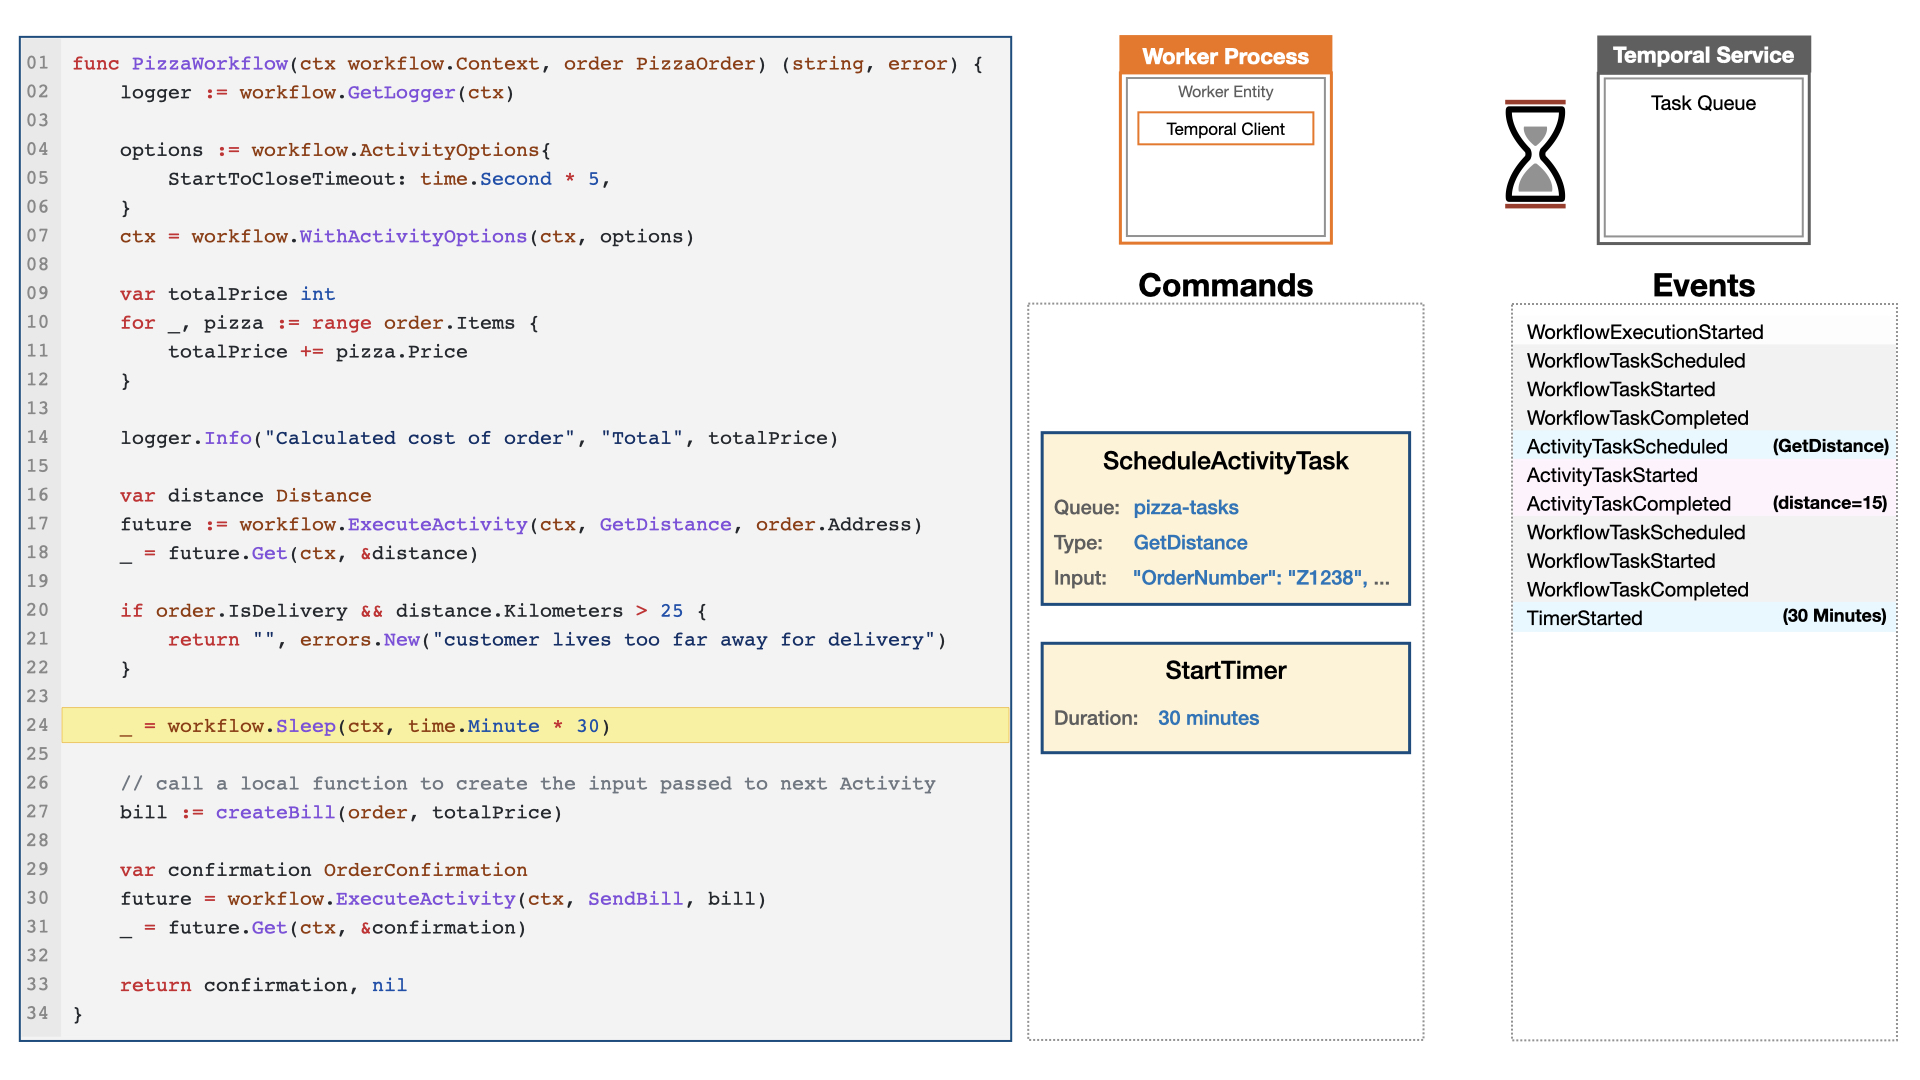 01 func PizzaWorkflow(ctx workflow.Context, order PizzaOrder) (string, error) {
02     logger := workflow.GetLogger(ctx)
03
04     options := workflow.ActivityOptions{
05         StartToCloseTimeout: time.Second * 5,
06     }
07     ctx = workflow.WithActivityOptions(ctx, options)
08
09     var totalPrice int
10     for _, pizza := range order.Items {
11         totalPrice += pizza.Price
12     }
13
14     logger.Info("Calculated cost of order", "Total", totalPrice)
15
16     var distance Distance
17     future := workflow.ExecuteActivity(ctx, GetDistance, order.Address)
18     _ = future.Get(ctx, &distance)
19
20     if order.IsDelivery && distance.Kilometers > 25 {
21         return "", errors.New("customer lives too far away for delivery")
22     }
23
24     _ = workflow.Sleep(ctx, time.Minute * 30)
25
26     // call a local function to create the input passed to next Activity
27     bill := createBill(order, totalPrice)
28
29     var confirmation OrderConfirmation
30     future = workflow.ExecuteActivity(ctx, SendBill, bill)
31     _ = future.Get(ctx, &confirmation)
32
33     return confirmation, nil
34 }
Worker Process
Worker Entity
Temporal Client
Temporal Service
Task Queue
Commands
ScheduleActivityTask
Queue: pizza-tasks
Type: GetDistance
Input: "OrderNumber": "Z1238", ...
StartTimer
Duration: 30 minutes
Events
WorkflowExecutionStarted
WorkflowTaskScheduled
WorkflowTaskStarted
WorkflowTaskCompleted
ActivityTaskScheduled (GetDistance)
ActivityTaskStarted
ActivityTaskCompleted (distance=15)
WorkflowTaskScheduled
WorkflowTaskStarted
WorkflowTaskCompleted
TimerStarted (30 Minutes)